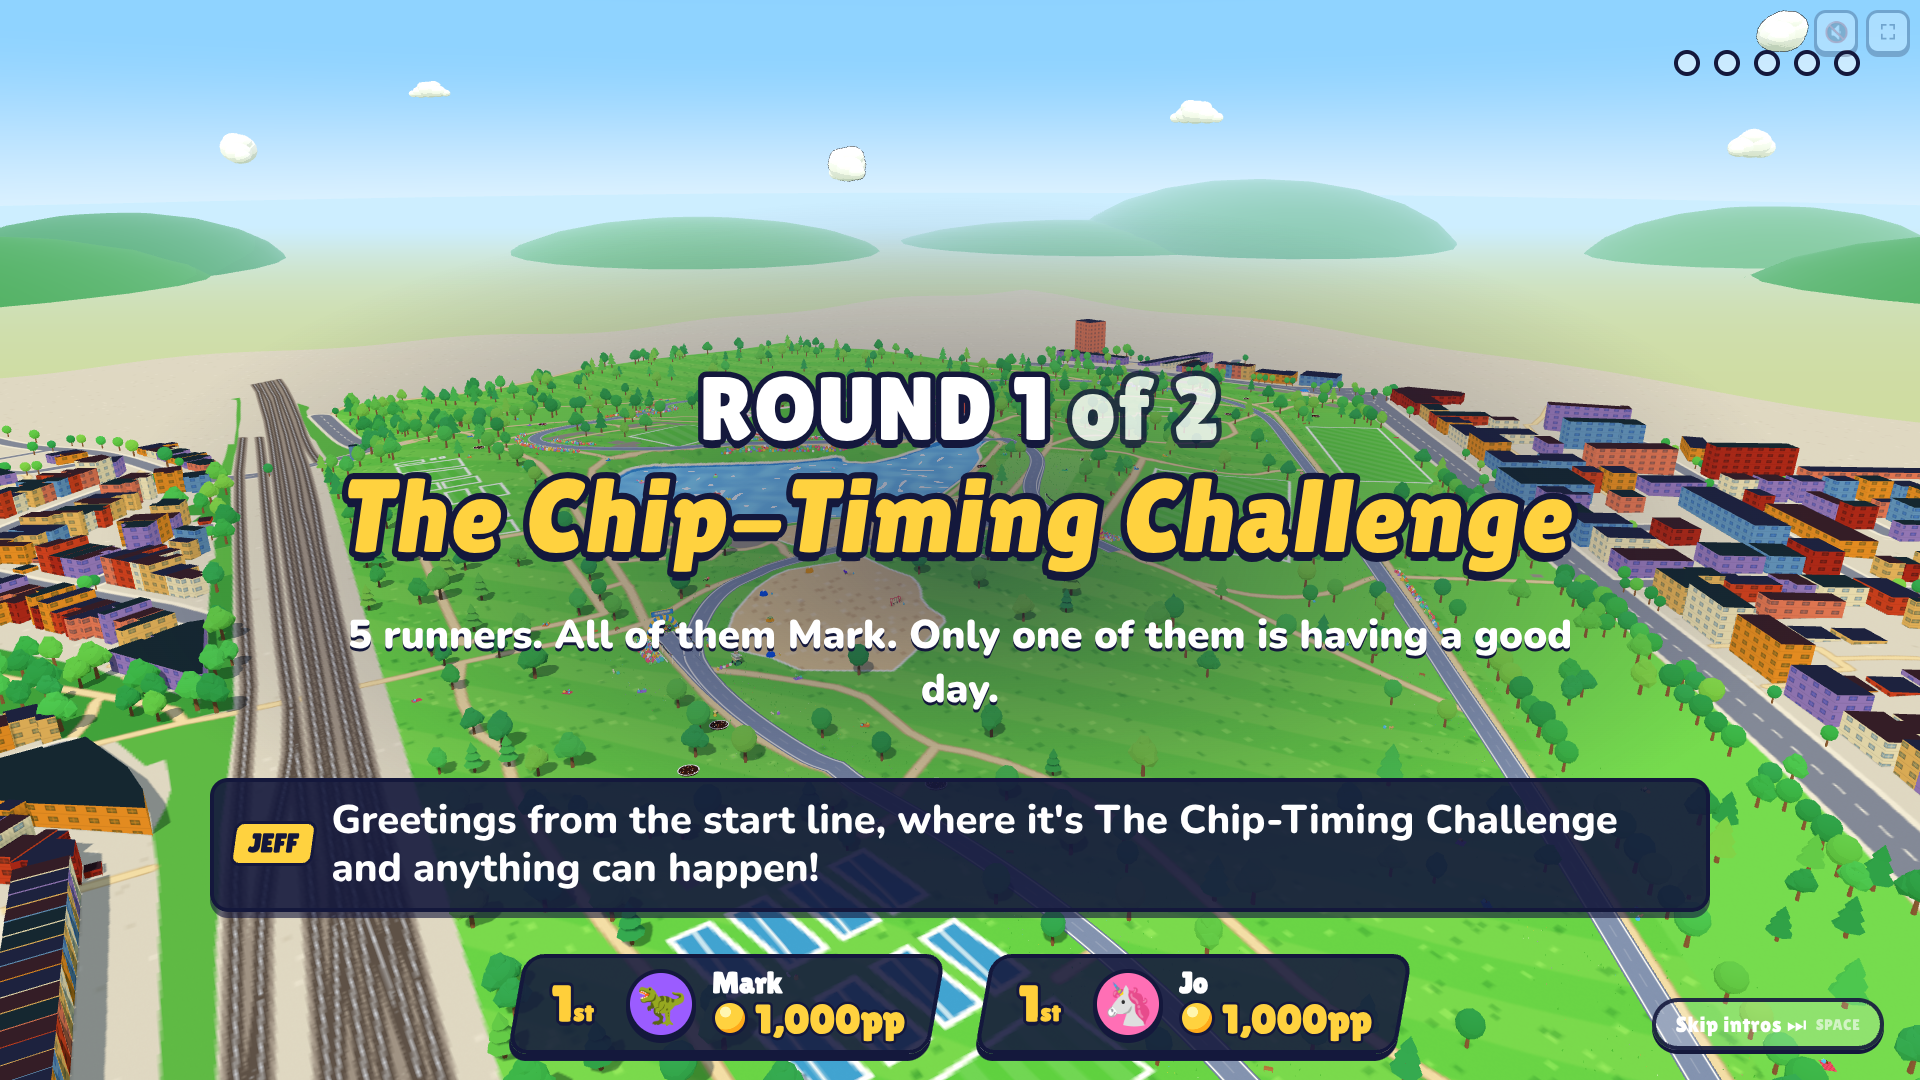 ROUND 1 of 2
The Chip-Timing Challenge
5 runners. All of them Mark. Only one of them is having a good
day.
JEFF
Greetings from the start line, where it's The Chip-Timing Challenge
and anything can happen!
1st
Mark
1,000pp
1st
Jo
1,000pp
Skip intros SPACE